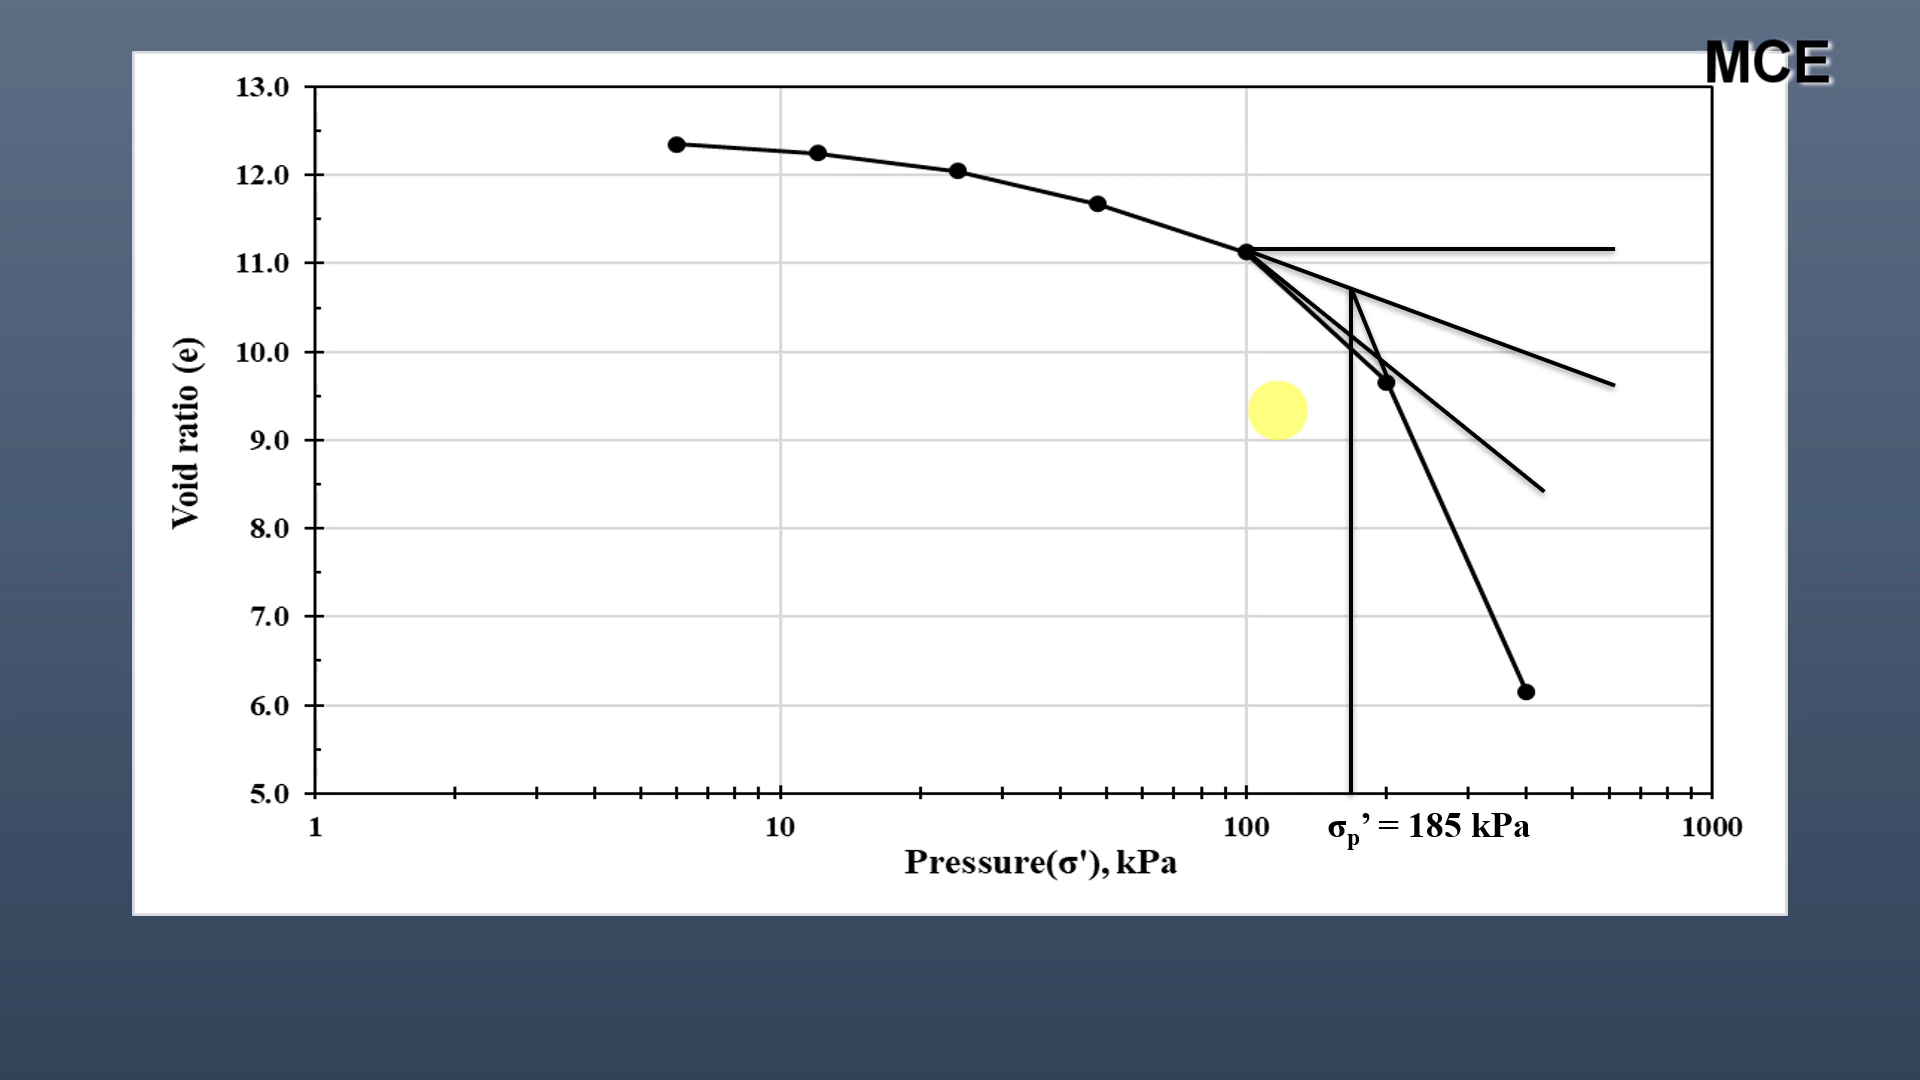 MCE
13.0
12.0
11.0
10.0
9.0
8.0
7.0
6.0
5.0
Void ratio (e)
1 10 100 1000
σp’ = 185 kPa
Pressure(σ'), kPa